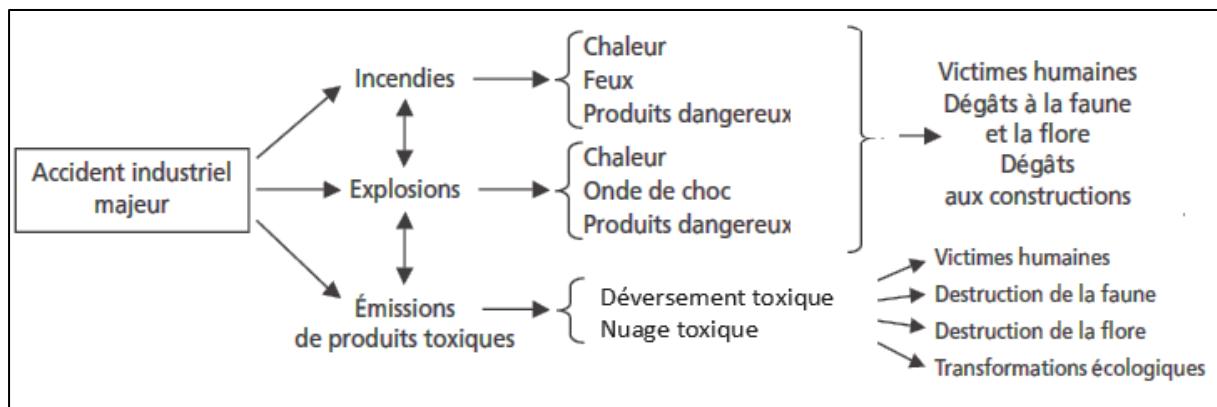 Accident industriel
majeur
Incendies
Explosions
Émissions
de produits toxiques
Chaleur
Feux
Produits dangereux
Chaleur
Onde de choc
Produits dangereux
Déversement toxique
Nuage toxique
Victimes humaines
Dégâts à la faune
et la flore
Dégâts
aux constructions
Victimes humaines
Destruction de la faune
Destruction de la flore
Transformations écologiques